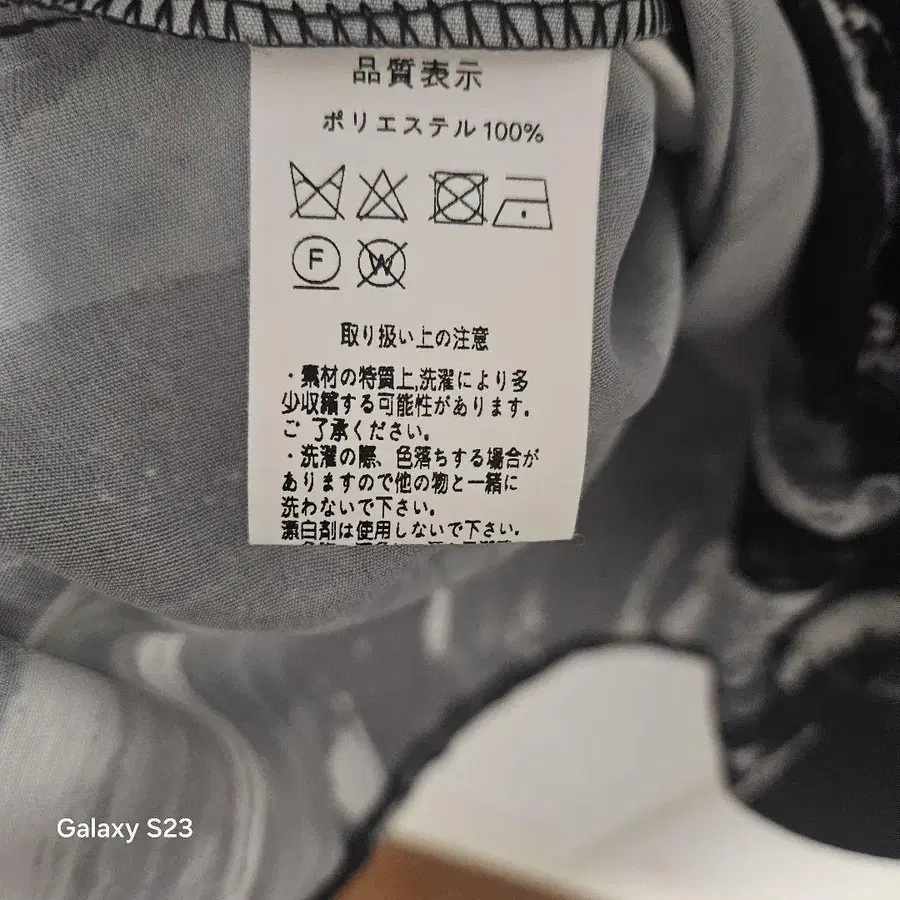 品質表示
ポリエステル100%
F W
取り扱い上の注意
・素材の特質上,洗濯により多
少収縮する可能性があります。
ご了承ください。
・洗濯の際、色落ちする場合が
ありますので他の物と一緒に
洗わないで下さい。
漂白剤は使用しないで下さい。
Galaxy S23